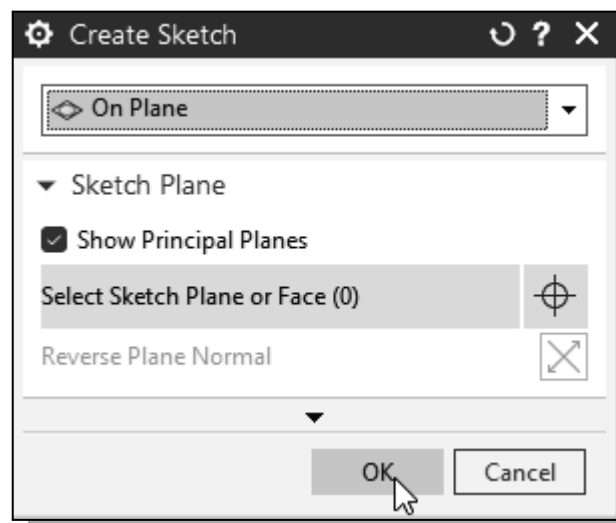 Create Sketch
On Plane
Sketch Plane
Show Principal Planes
Select Sketch Plane or Face (0)
Reverse Plane Normal
OK
Cancel